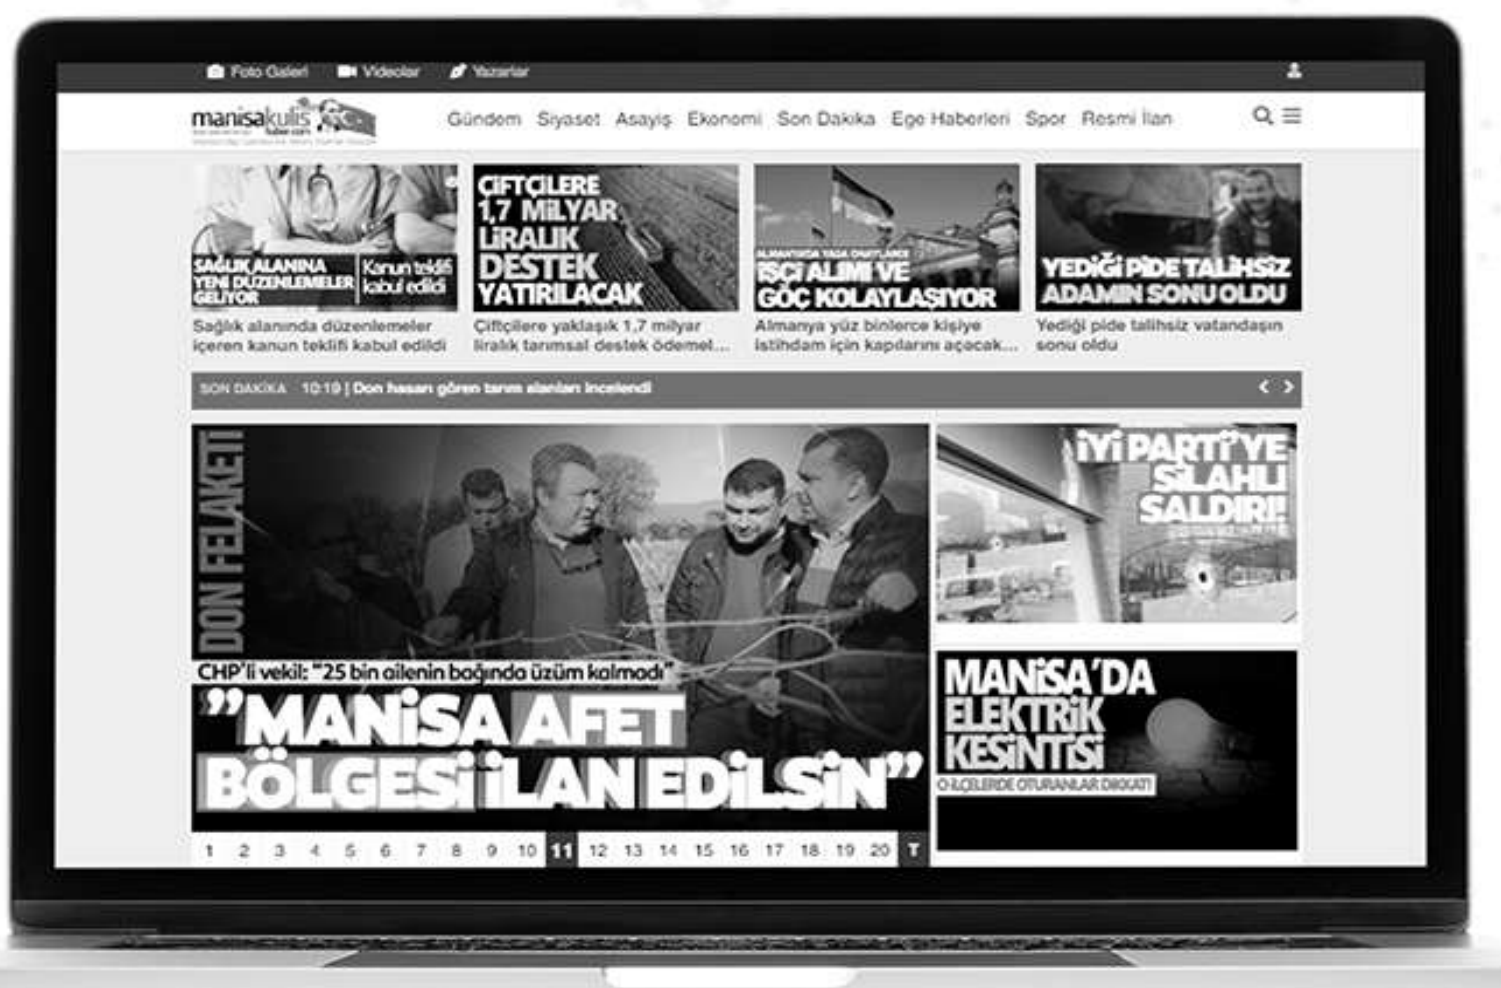 Foto Galeri Videolar Yazarlar
manisakulis
haber.com
Gündem Siyaset Asayiş Ekonomi Son Dakika Ege Haberleri Spor Resmi İlan
SAĞLIK ALANINA
YENİ DÜZENLEMELER
GELİYOR
Kanun teklifi
kabul edildi
Sağlık alanında düzenlemeler
içeren kanun teklifi kabul edildi
ÇİFTÇİLERE
1,7 MİLYAR
LİRALIK
DESTEK
YATIRILACAK
Çiftçilere yaklaşık 1,7 milyar
liralık tarımsal destek ödemel...
İŞÇİ ALIMI VE
GÖÇ KOLAYLAŞIYOR
Almanya yüz binlerce kişiye
istihdam için kapılarını açacak...
YEDİĞİ PİDE TALİHSİZ
ADAMIN SONU OLDU
Yediği pide talihsiz vatandaşın
sonu oldu
SON DAKİKA 10:19 | Don hasarı gören tarım alanları incelendi
DON FELAKETİ
CHP'li vekil: "25 bin ailenin bağında üzüm kalmadı"
"MANİSA AFET
BÖLGESİ İLAN EDİLSİN"
1 2 3 4 5 6 7 8 9 10 11 12 13 14 15 16 17 18 19 20 T
İYİ PARTİ'YE
SİLAHLI
SALDIRI!
MANİSA'DA
ELEKTRİK
KESİNTİSİ
O İLÇELERDE OTURANLAR DİKKAT!